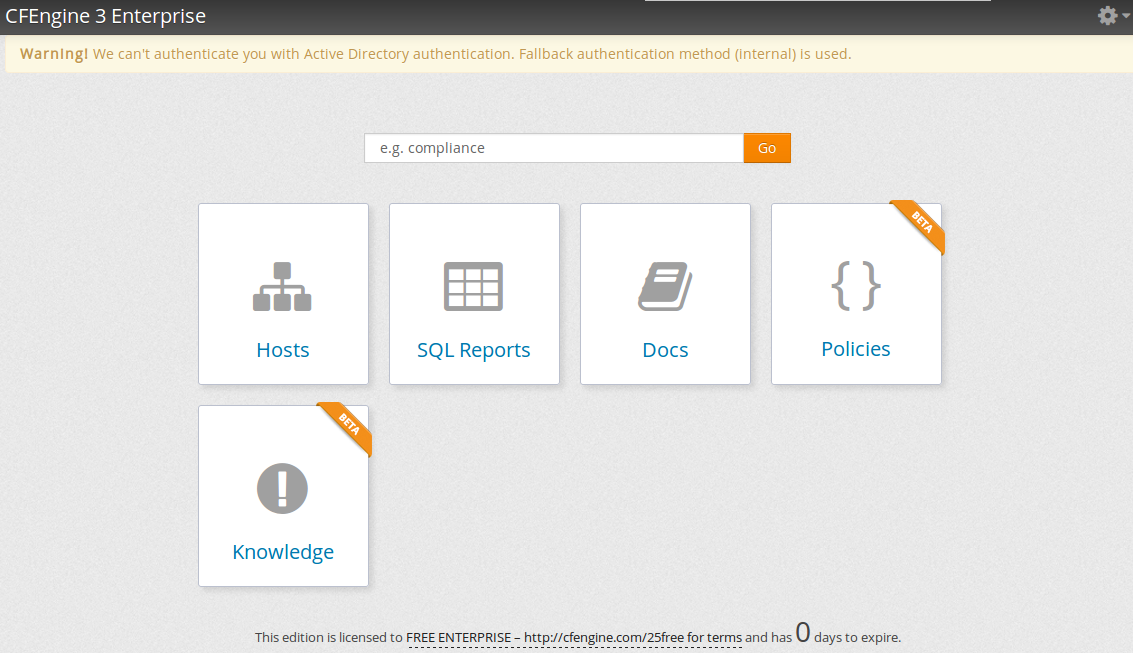 CFEngine 3 Enterprise
Warning! We can't authenticate you with Active Directory authentication. Fallback authentication method (internal) is used.
e.g. compliance Go
BETA
Hosts SQL Reports Docs Policies
BETA
Knowledge
This edition is licensed to FREE ENTERPRISE – http://cfengine.com/25free for terms and has 0 days to expire.